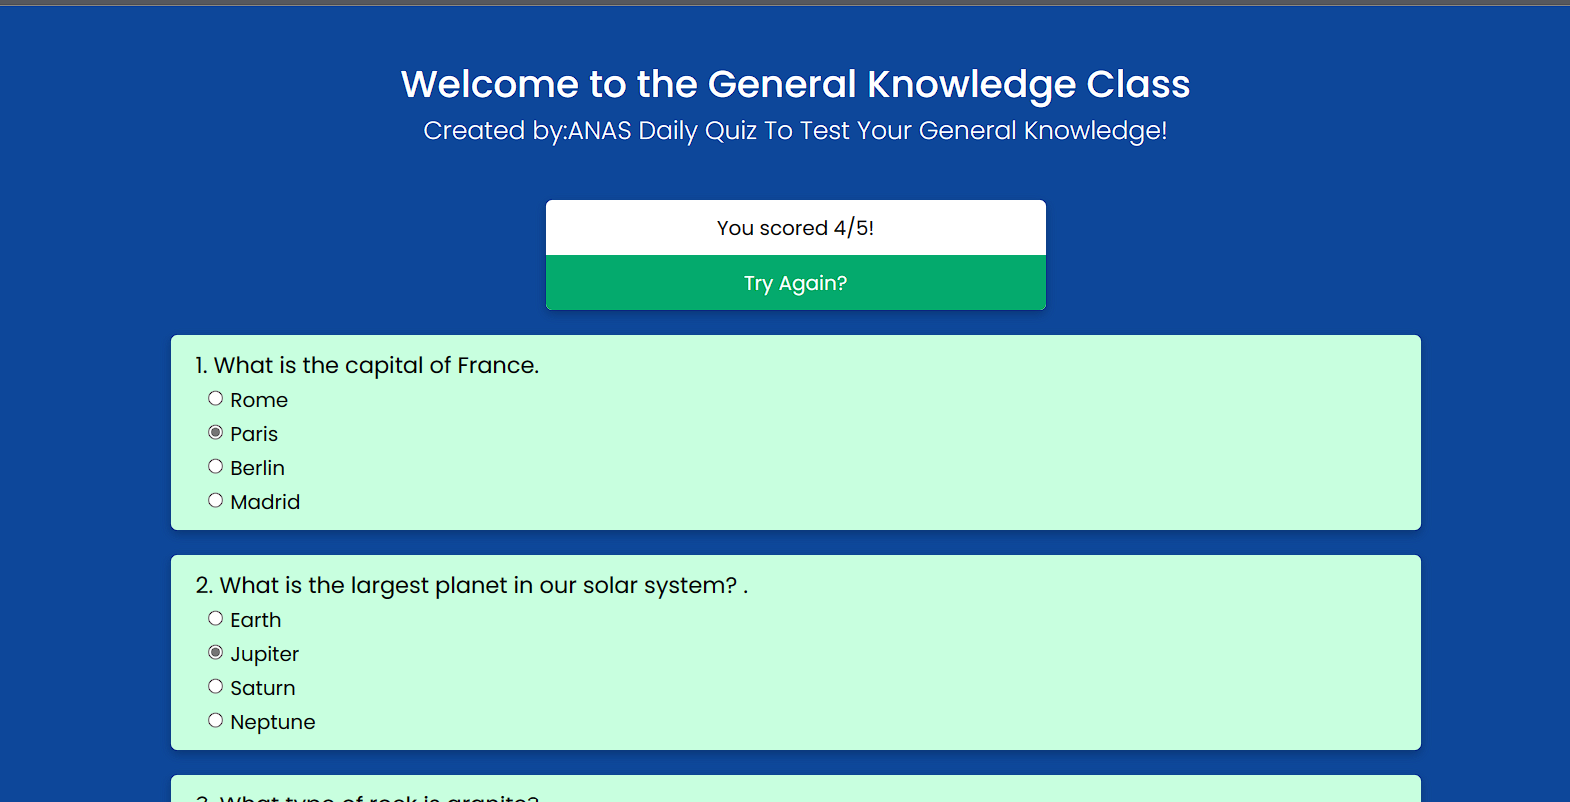 Welcome to the General Knowledge Class
Created by:ANAS Daily Quiz To Test Your General Knowledge!
You scored 4/5!
Try Again?
1. What is the capital of France.
Rome
Paris
Berlin
Madrid
2. What is the largest planet in our solar system? .
Earth
Jupiter
Saturn
Neptune
3. What type of rock is granite?